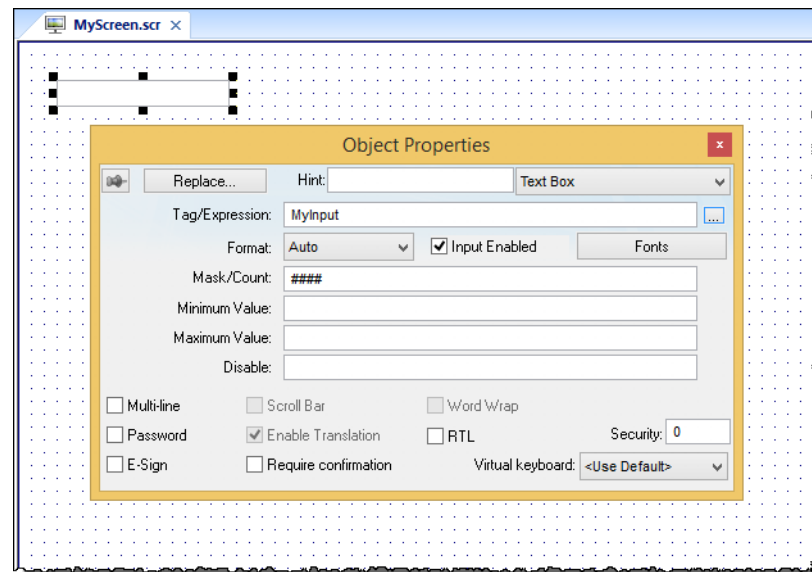 MyScreen.scr ×
Object Properties
x
Replace... Hint: Text Box
Tag/Expression: MyInput ...
Format: Auto Input Enabled Fonts
Mask/Count: ####
Minimum Value:
Maximum Value:
Disable:
Multi-line Scroll Bar Word Wrap
Password Enable Translation RTL Security: 0
E-Sign Require confirmation Virtual keyboard: <Use Default>